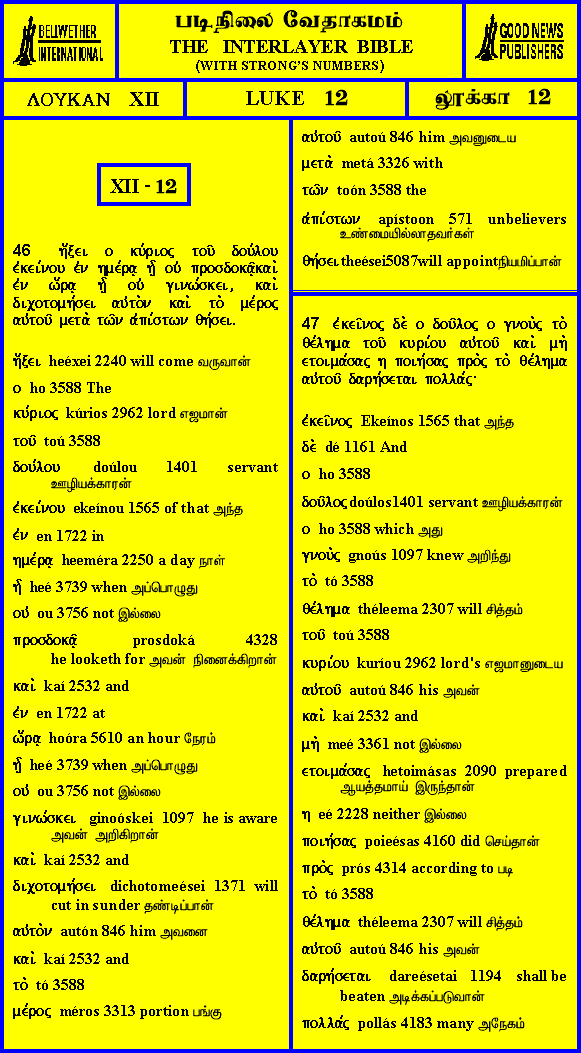 BELLWETHER
INTERNATIONAL
படிநிலை வேதாகமம்
THE INTERLAYER BIBLE
(WITH STRONG'S NUMBERS)
GOOD NEWS
PUBLISHERS
ΛΟΥΚΑΝ XII
LUKE 12
லூக்கா 12
XII - 12
46 ἥξει ο κύριος τοῦ δούλου
ἐκείνου ἐν ημέρᾳ ᾗ οὐ προσδοκᾷκαὶ
ἐν ὥρᾳ ᾗ οὐ γινώσκει, καὶ
διχοτομήσει αὐτὸν καὶ τὸ μέρος
αὐτοῦ μετὰ τῶν ἀπίστων θήσει.
ἥξει heéxei 2240 will come வருவான்
ο ho 3588 The
κύριος kúrios 2962 lord எஜமான்
τοῦ toú 3588
δούλου doúlou 1401 servant
ஊழியக்காரன்
ἐκείνου ekeínou 1565 of that அந்த
ἐν en 1722 in
ημέρᾳ heeméra 2250 a day நாள்
ᾗ heé 3739 when அப்பொழுது
οὐ ou 3756 not இல்லை
προσδοκᾷ prosdoká 4328
he looketh for அவன் நினைக்கிறான்
καὶ kaí 2532 and
ἐν en 1722 at
ὥρᾳ hoóra 5610 an hour நேரம்
ᾗ heé 3739 when அப்பொழுது
οὐ ou 3756 not இல்லை
γινώσκει ginoóskei 1097 he is aware
அவன் அறிகிறான்
καὶ kaí 2532 and
διχοτομήσει dichotomeései 1371 will
cut in sunder தண்டிப்பான்
αὐτὸν autón 846 him அவனை
καὶ kaí 2532 and
τὸ tó 3588
μέρος méros 3313 portion பங்கு
αὐτοῦ autoú 846 him அவனுடைய
μετὰ metá 3326 with
τῶν toón 3588 the
ἀπίστων apístoon 571 unbelievers
உண்மையில்லாதவர்கள்
θήσει theései5087will appointநியமிப்பான்
47 ἐκεῖνος δὲ ο δοῦλος ο γνοὺς τὸ
θέλημα τοῦ κυρίου αὐτοῦ καὶ μὴ
ετοιμάσας η ποιήσας πρὸς τὸ θέλημα
αὐτοῦ δαρήσεται πολλάς·
ἐκεῖνος Ekeínos 1565 that அந்த
δὲ dé 1161 And
ο ho 3588
δοῦλος doúlos1401 servant ஊழியக்காரன்
ο ho 3588 which அது
γνοὺς gnoús 1097 knew அறிந்து
τὸ tó 3588
θέλημα théleema 2307 will சித்தம்
τοῦ toú 3588
κυρίου kuríou 2962 lord's எஜமானுடைய
αὐτοῦ autoú 846 his அவன்
καὶ kaí 2532 and
μὴ meé 3361 not இல்லை
ετοιμάσας hetoimásas 2090 prepared
ஆயத்தமாய் இருந்தான்
η eé 2228 neither இல்லை
ποιήσας poieésas 4160 did செய்தான்
πρὸς prós 4314 according to படி
τὸ tó 3588
θέλημα théleema 2307 will சித்தம்
αὐτοῦ autoú 846 his அவன்
δαρήσεται dareésetai 1194 shall be
beaten அடிக்கப்படுவான்
πολλάς pollás 4183 many அநேகம்